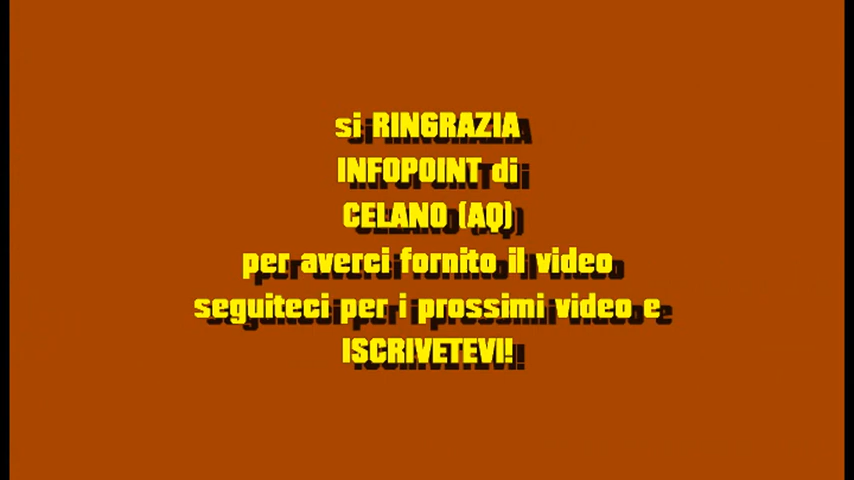 si RINGRAZIA
INFOPOINT di
CELANO (AQ)
per averci fornito il video
seguiteci per i prossimi video e
ISCRIVETEVI!